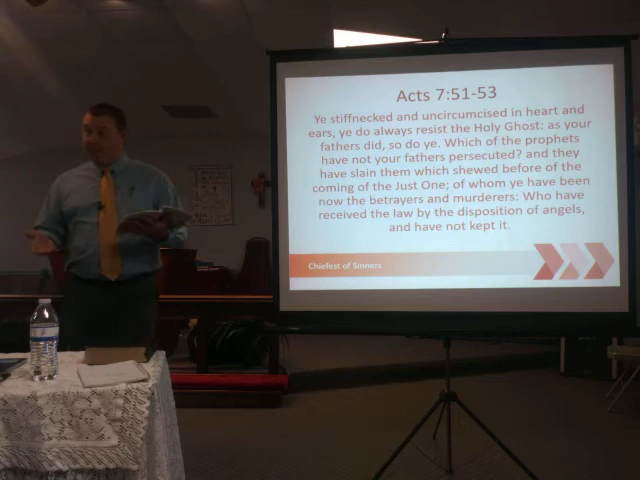 Acts 7:51-53
Ye stiffnecked and uncircumcised in heart and
ears, ye do always resist the Holy Ghost: as your
fathers did, so do ye. Which of the prophets
have not your fathers persecuted? and they
have slain them which shewed before of the
coming of the Just One; of whom ye have been
now the betrayers and murderers: Who have
received the law by the disposition of angels,
and have not kept it.
Chiefest of Sinners